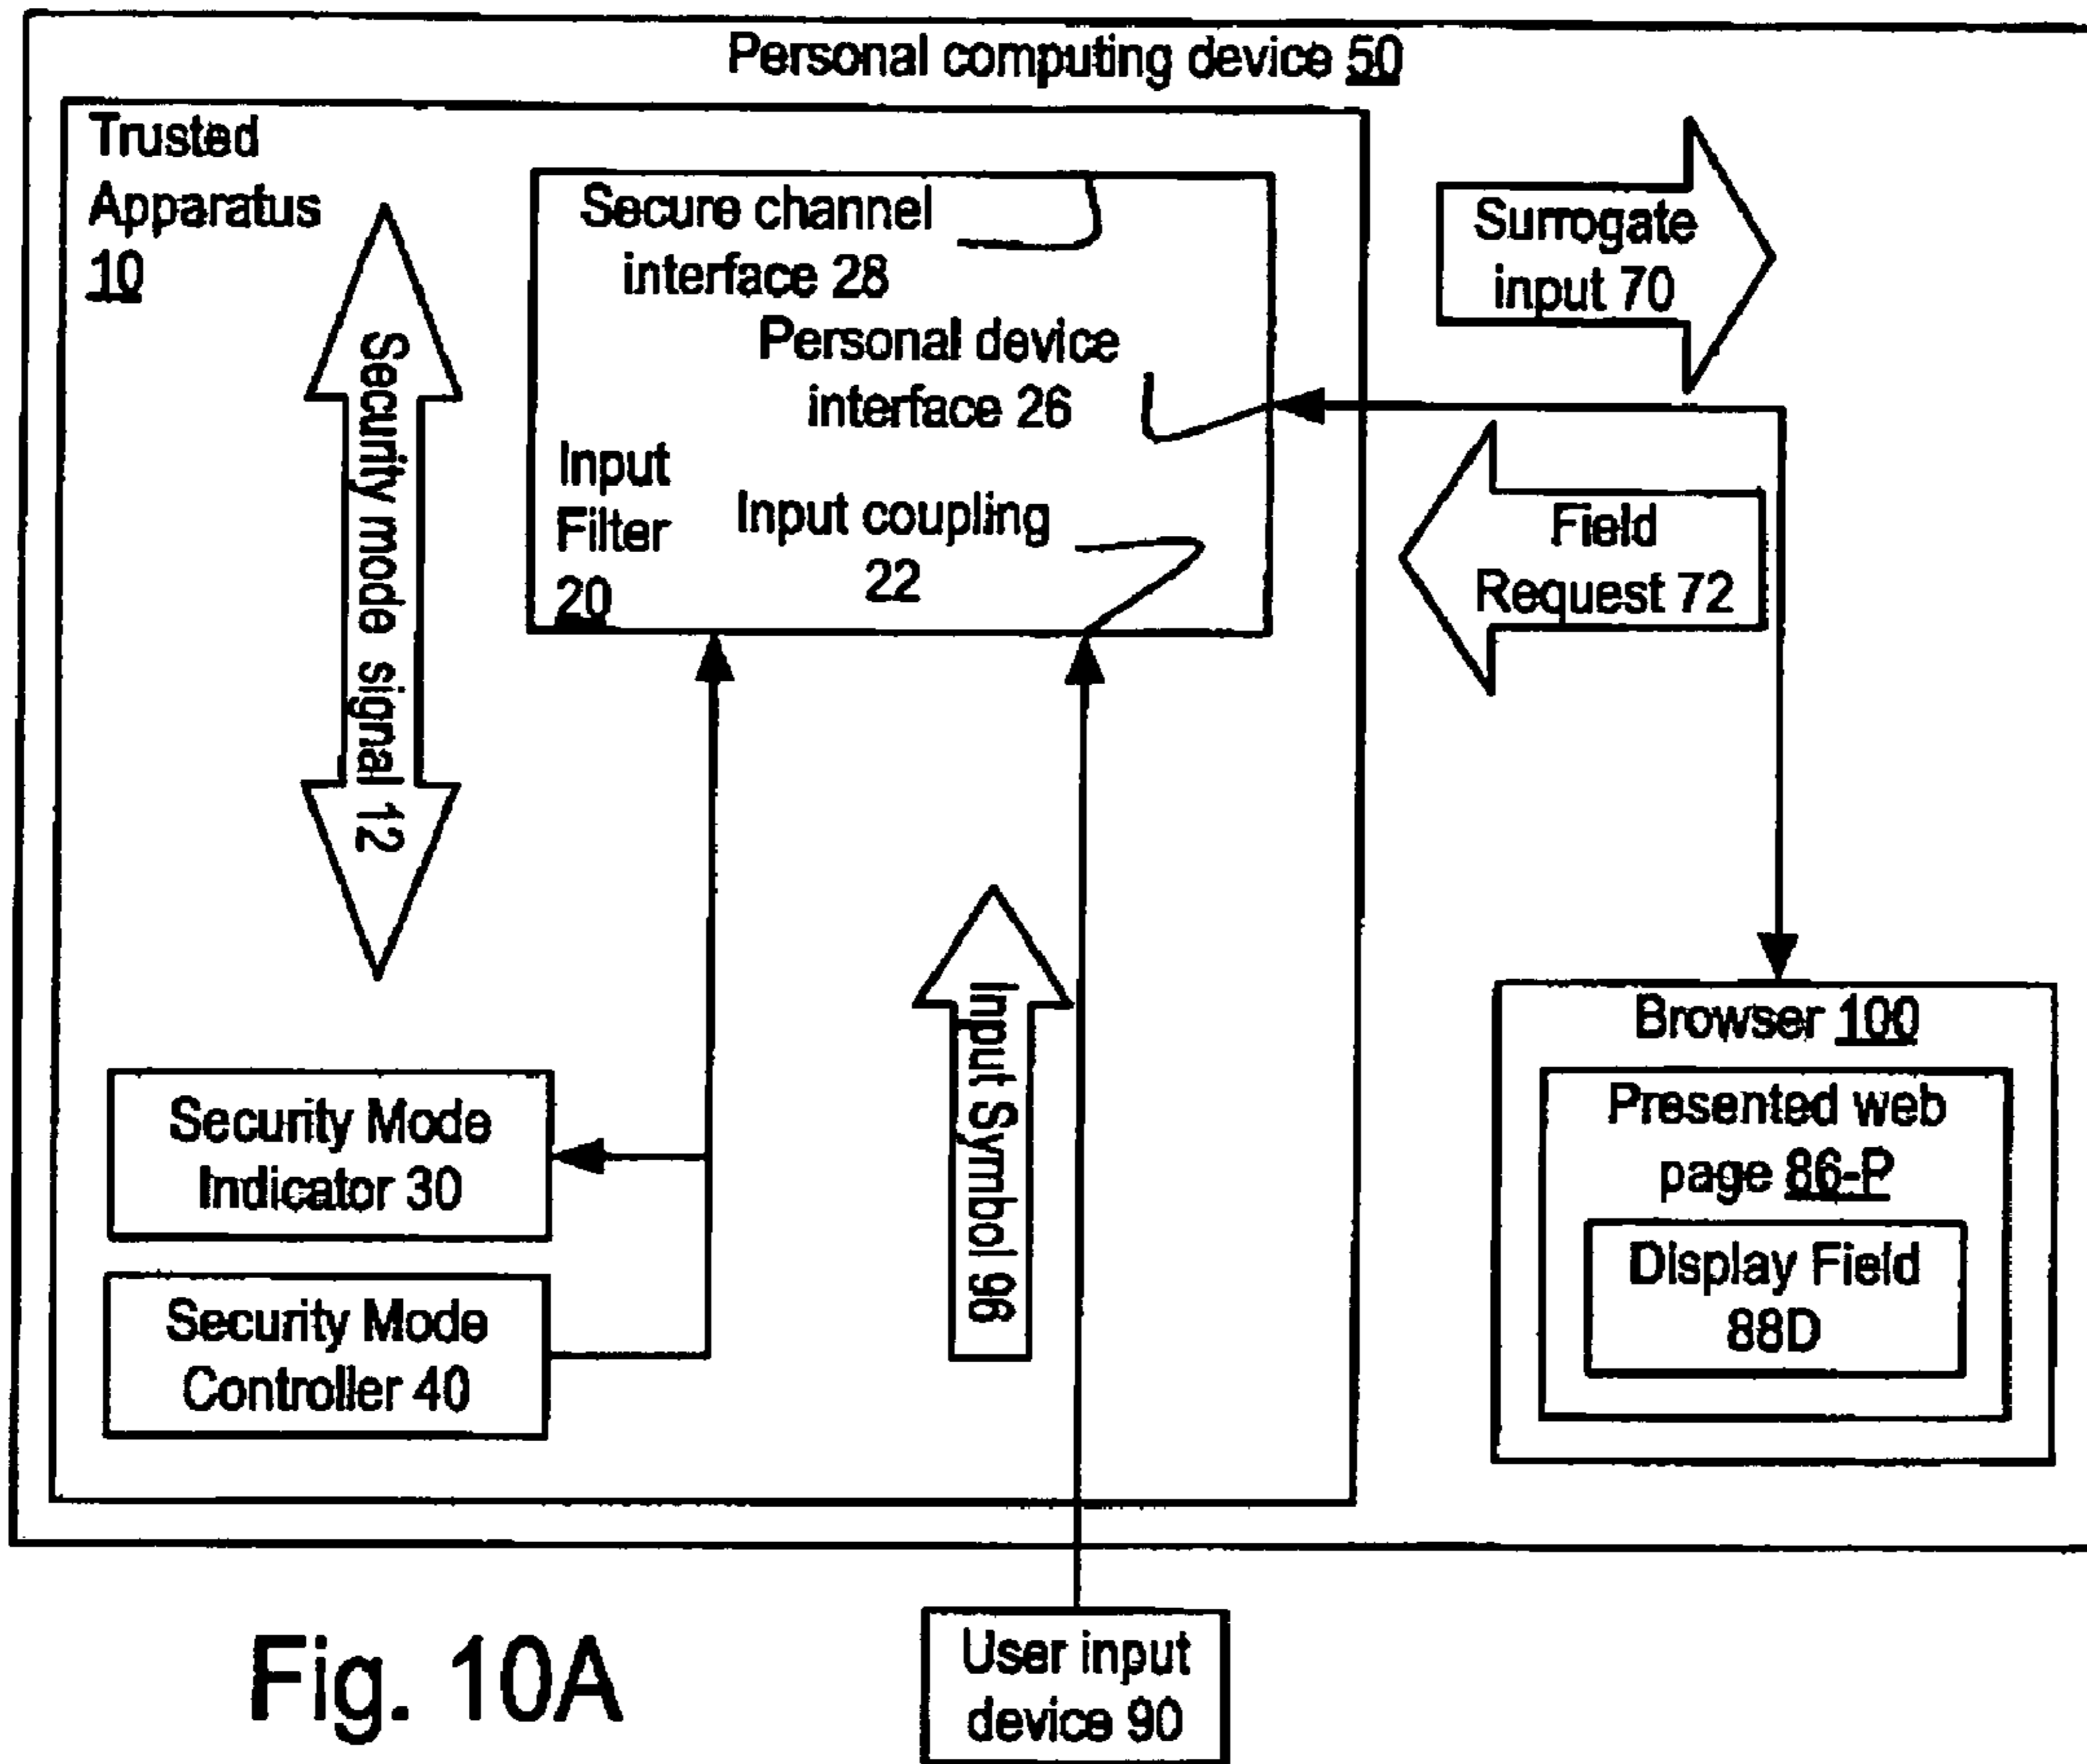 Personal computing device 50
Trusted
Apparatus
10
Secure channel
interface 28
Personal device
interface 26
Input
Filter
20
Input coupling
22
Surrogate
input 70
Field
Request 72
Security mode signal 12
Input Symbol 96
Security Mode
Indicator 30
Security Mode
Controller 40
Browser 100
Presented web
page 86-P
Display Field
88D
User input
device 90
Fig. 10A